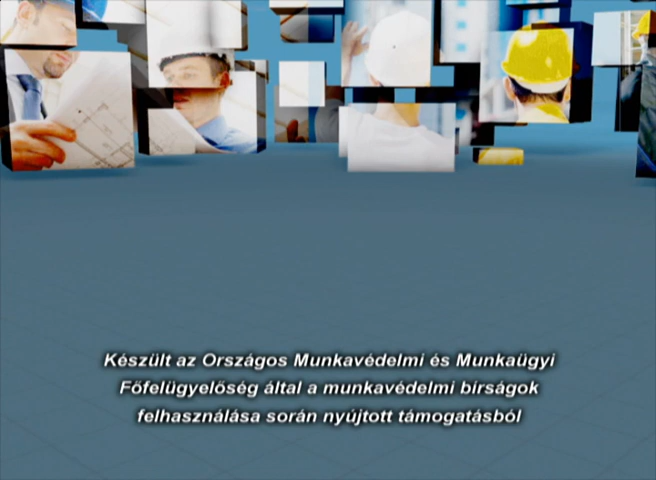 Készült az Országos Munkavédelmi és Munkaügyi
Főfelügyelőség által a munkavédelmi bírságok
felhasználása során nyújtott támogatásból